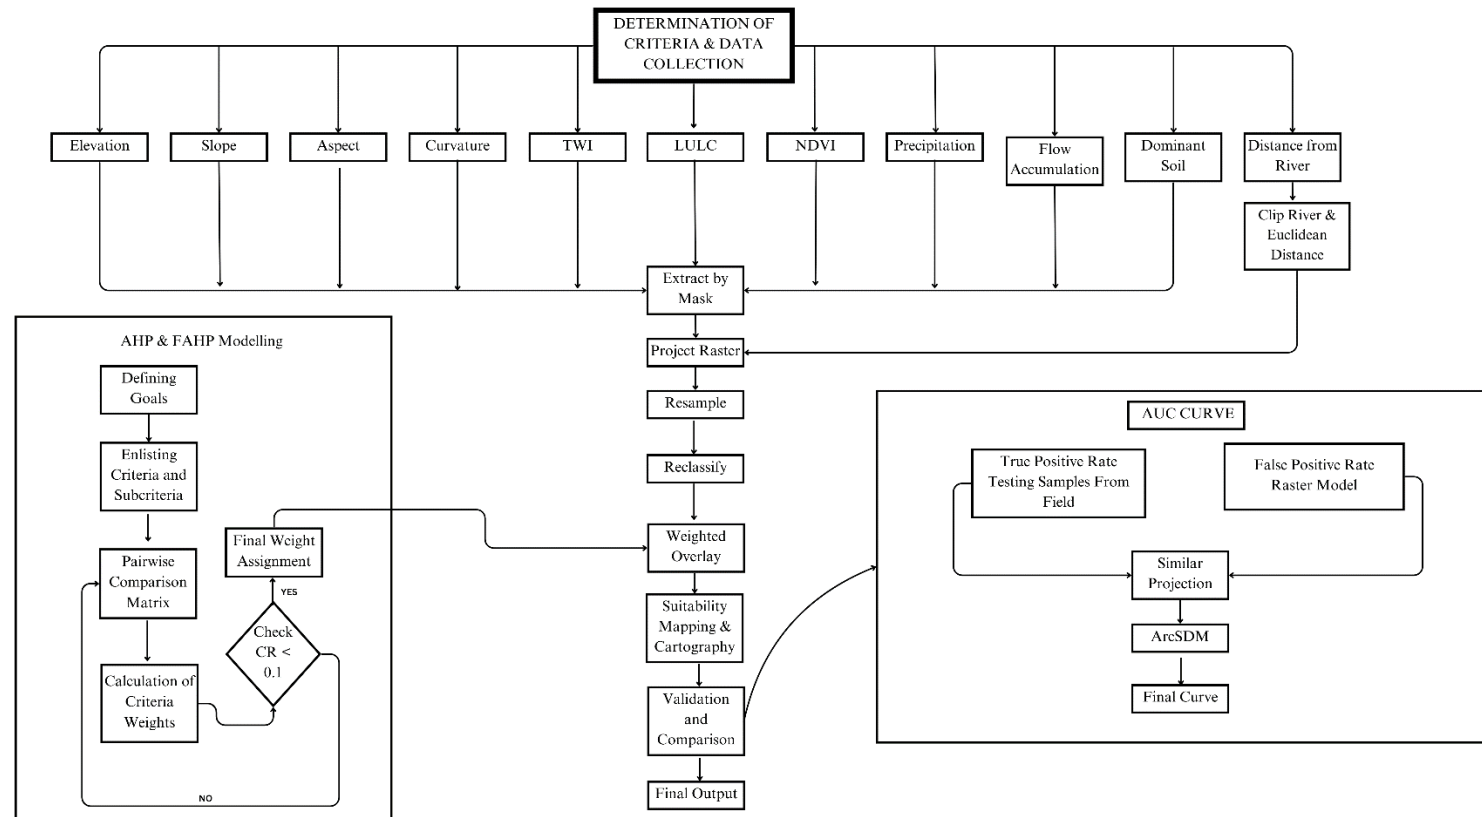 DETERMINATION OF
CRITERIA & DATA
COLLECTION
Elevation
Slope
Aspect
Curvature
TWI
LULC
NDVI
Precipitation
Flow
Accumulation
Dominant
Soil
Distance from
River
Clip River &
Euclidean
Distance
Extract by
Mask
Project Raster
Resample
Reclassify
Weighted
Overlay
Suitability
Mapping &
Cartography
Validation
and
Comparison
Final Output
AHP & FAHP Modelling
Defining
Goals
Enlisting
Criteria and
Subcriteria
Pairwise
Comparison
Matrix
Calculation of
Criteria
Weights
Final Weight
Assignment
YES
Check
CR <
0.1
NO
AUC CURVE
True Positive Rate
Testing Samples From
Field
False Positive Rate
Raster Model
Similar
Projection
ArcSDM
Final Curve